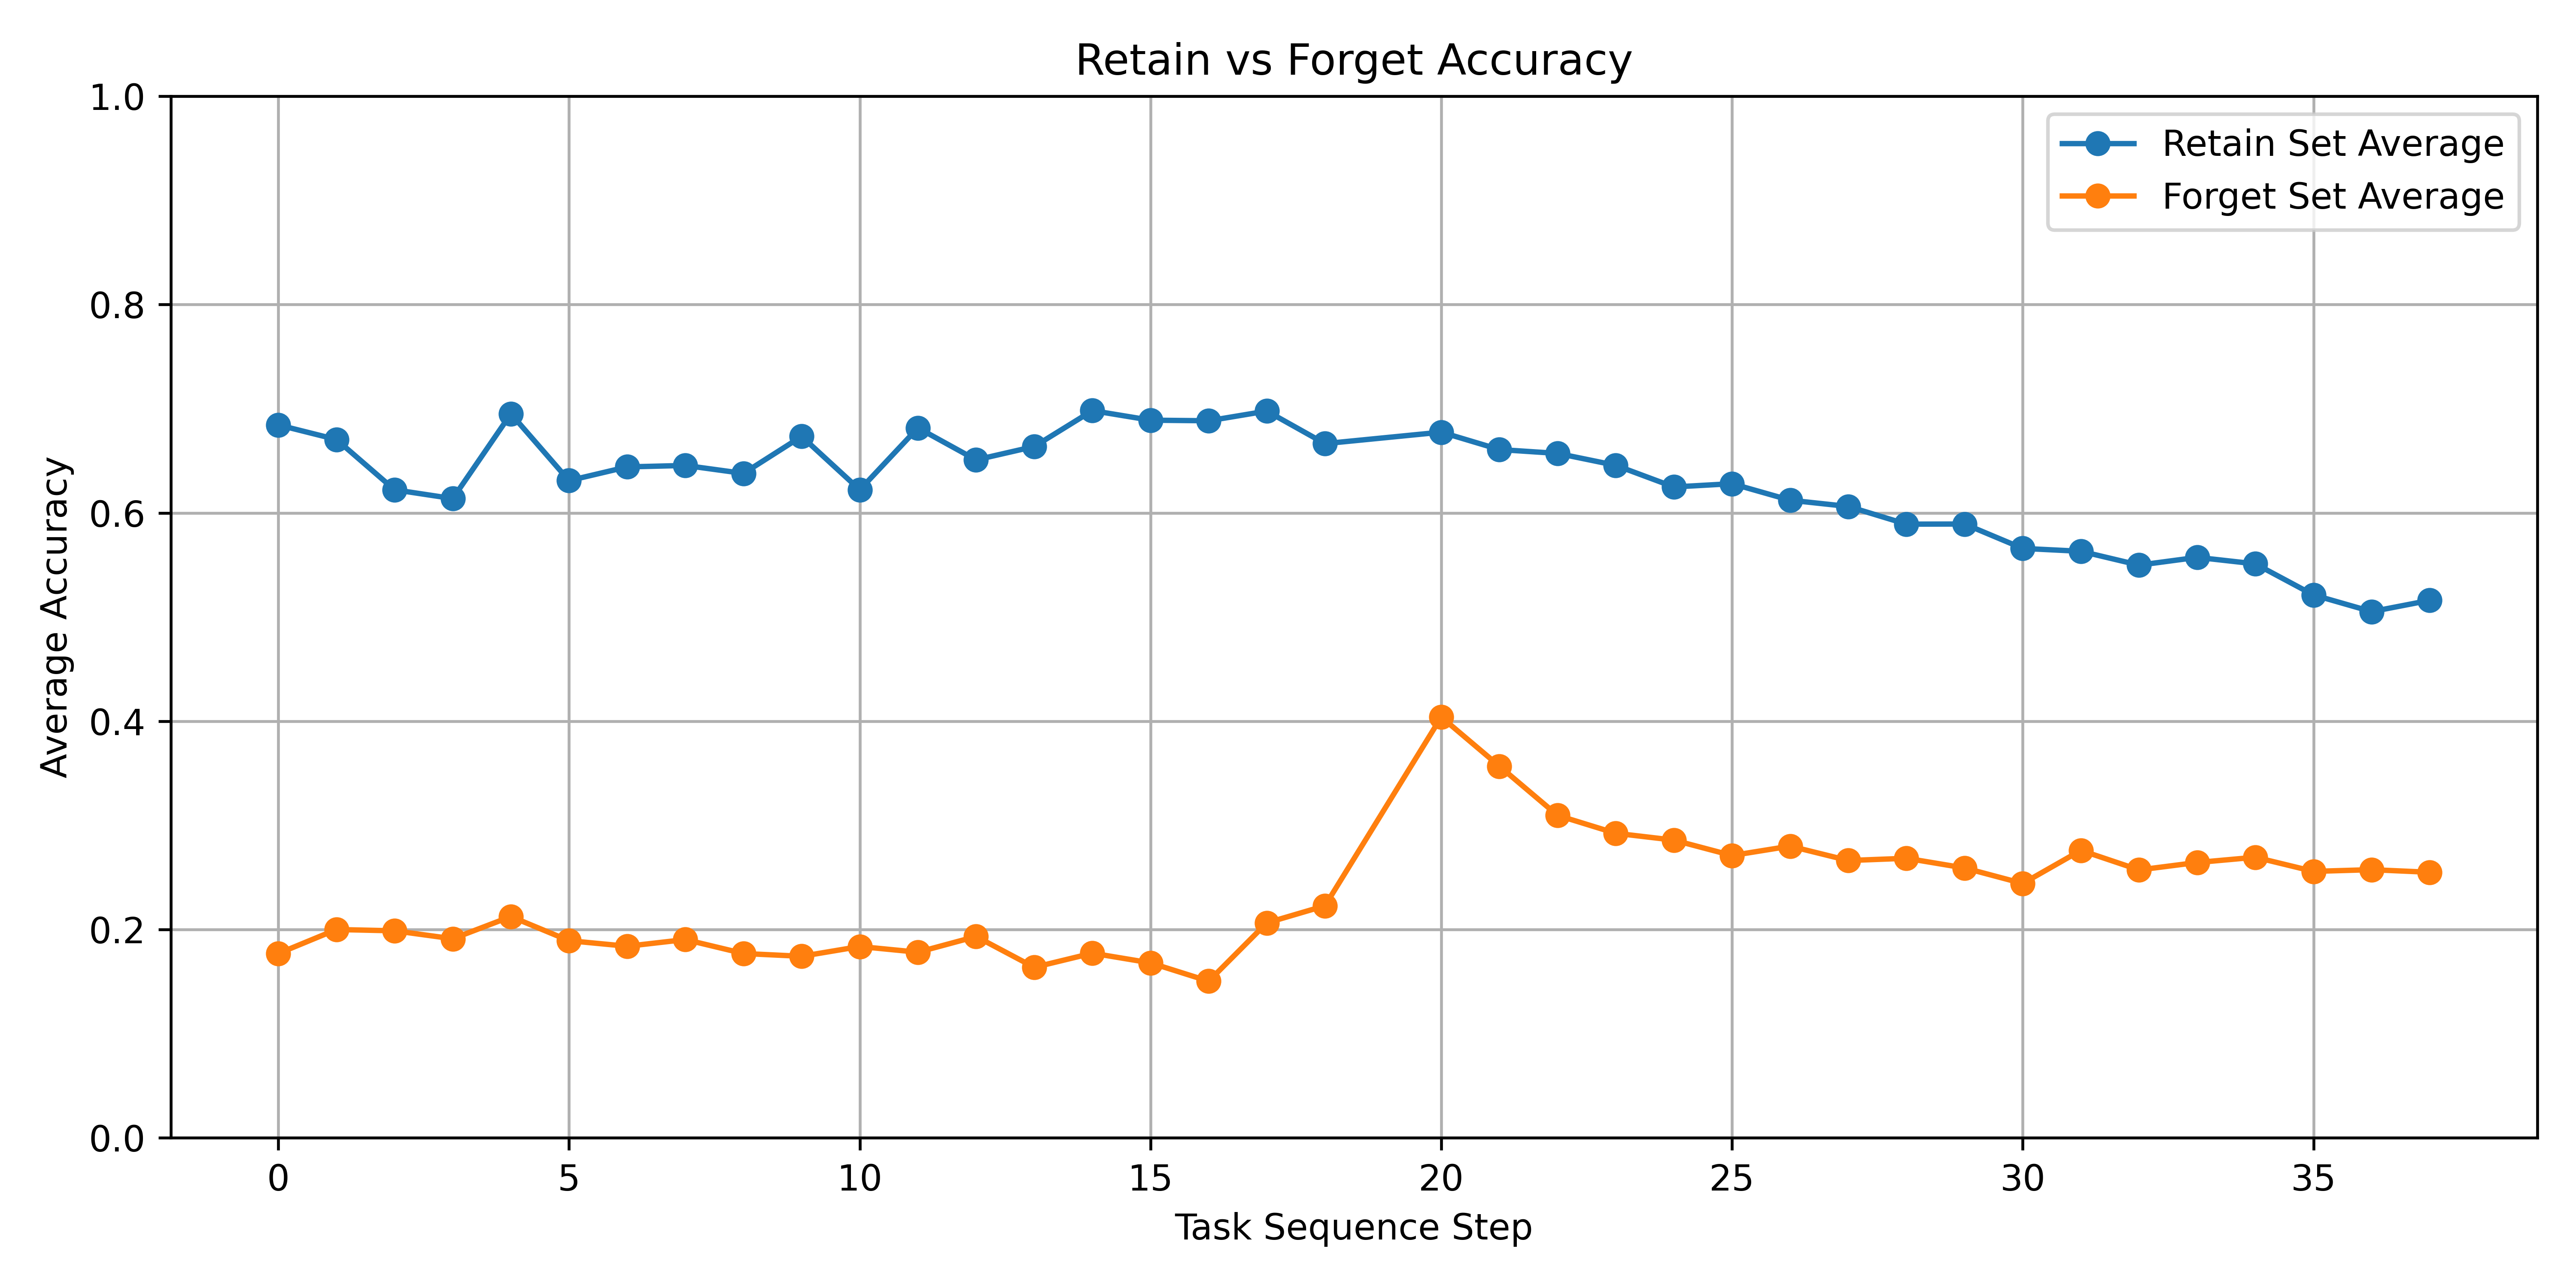 Retain vs Forget Accuracy
1.0
0.8
0.6
0.4
0.2
0.0
Average Accuracy
Retain Set Average
Forget Set Average
0 5 10 15 20 25 30 35
Task Sequence Step